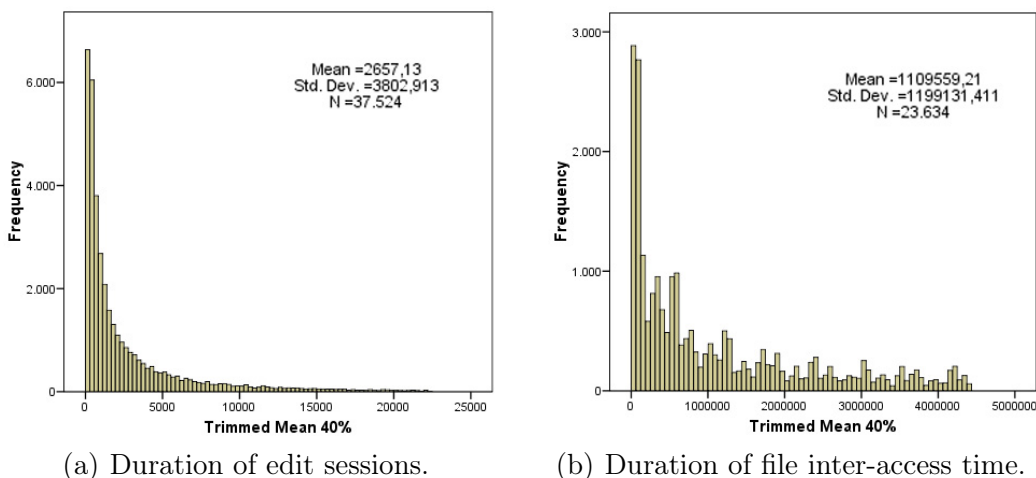 Mean =2657,13
Std. Dev. =3802,913
N =37.524
Frequency
6.000
4.000
2.000
0
0
5000
10000
15000
20000
25000
Trimmed Mean 40%
(a) Duration of edit sessions.
Mean =1109559,21
Std. Dev. =1199131,411
N =23.634
Frequency
3.000
2.000
1.000
0
0
1000000
2000000
3000000
4000000
5000000
Trimmed Mean 40%
(b) Duration of file inter-access time.